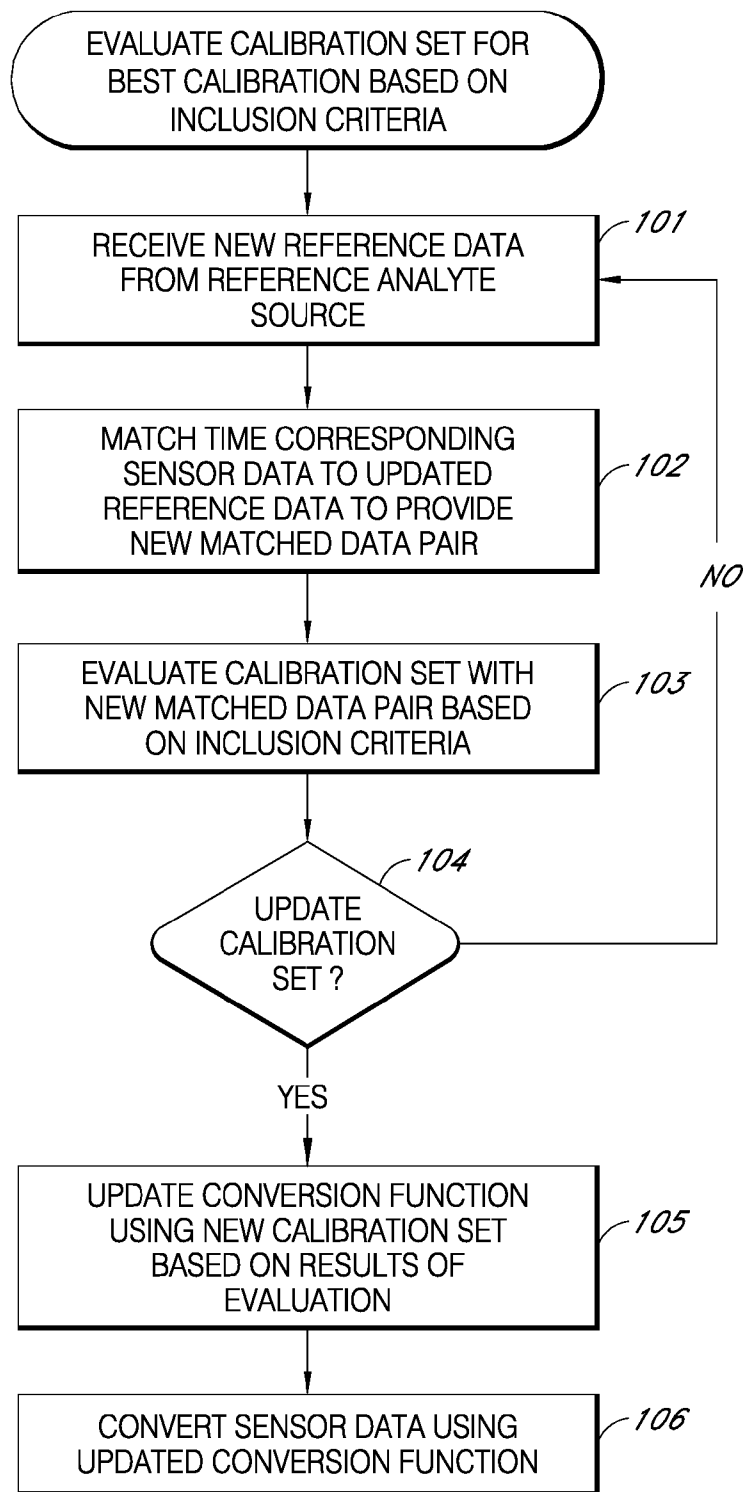 EVALUATE CALIBRATION SET FOR
BEST CALIBRATION BASED ON
INCLUSION CRITERIA
101
RECEIVE NEW REFERENCE DATA
FROM REFERENCE ANALYTE
SOURCE
102
MATCH TIME CORRESPONDING
SENSOR DATA TO UPDATED
REFERENCE DATA TO PROVIDE
NEW MATCHED DATA PAIR
NO
103
EVALUATE CALIBRATION SET WITH
NEW MATCHED DATA PAIR BASED
ON INCLUSION CRITERIA
104
UPDATE
CALIBRATION
SET ?
YES
105
UPDATE CONVERSION FUNCTION
USING NEW CALIBRATION SET
BASED ON RESULTS OF
EVALUATION
106
CONVERT SENSOR DATA USING
UPDATED CONVERSION FUNCTION